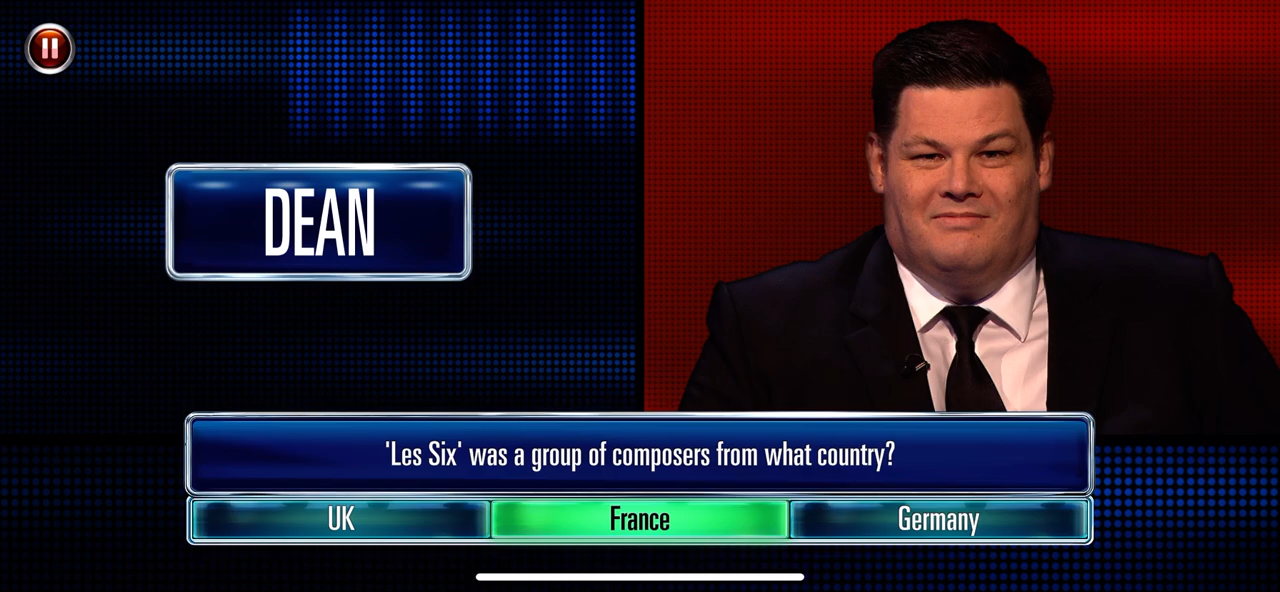 DEAN
'Les Six' was a group of composers from what country?
UK
France
Germany